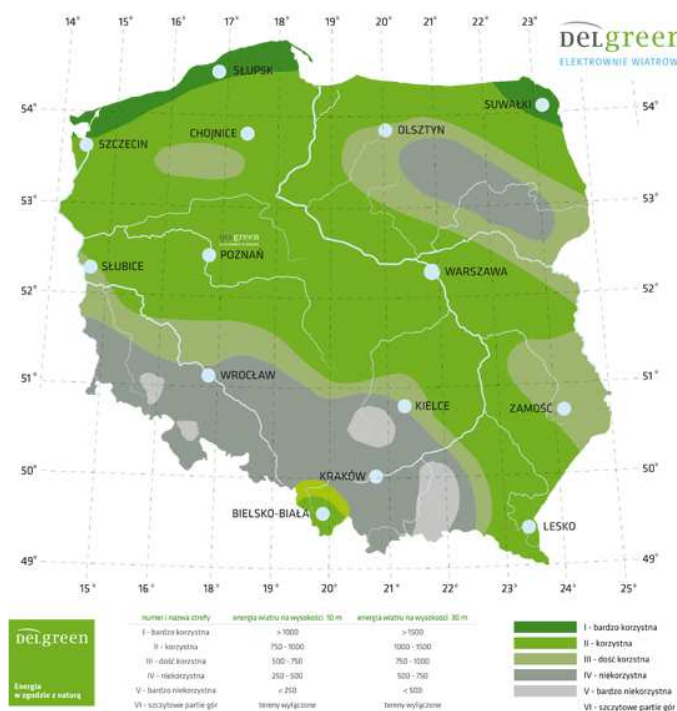 14° 16° 17° 18° 19° 20° 21° 22° 23°
DELgreen
ELEKTROWNIE WIATROW
SŁUPSK
54° SUWAŁKI 54°
CHOJNICE OLSZTYN
SZCZECIN
53° 53°
delgreen
POZNAŃ
SŁUBICE WARSZAWA
52° 52°
WROCŁAW
51° 51°
KIELCE ZAMOŚĆ
50° KRAKÓW 50°
BIELSKO-BIAŁA LESKO
49° 49°
15° 16° 17° 18° 19° 20° 21° 22° 23° 24° 25°
DELgreen
Energia
w zgodzie z naturą
numer i nazwa strefy energia wiatru na wysokości 10 m energia wiatru na wysokości 30 m
I - bardzo korzystna >1000 >1500
II - korzystna 750-1000 1000-1500
III - dość korzystna 500-750 750-1000
IV - niekorzystna 250-500 500-750
V - bardzo niekorzystna <250 <500
VI - szczytowe partie gór tereny wyłączone tereny wyłączone
I - bardzo korzystna
II - korzystna
III - dość korzstna
IV - niekorzystna
V - bardzo niekorzystna
VI - szczytowe partie gór